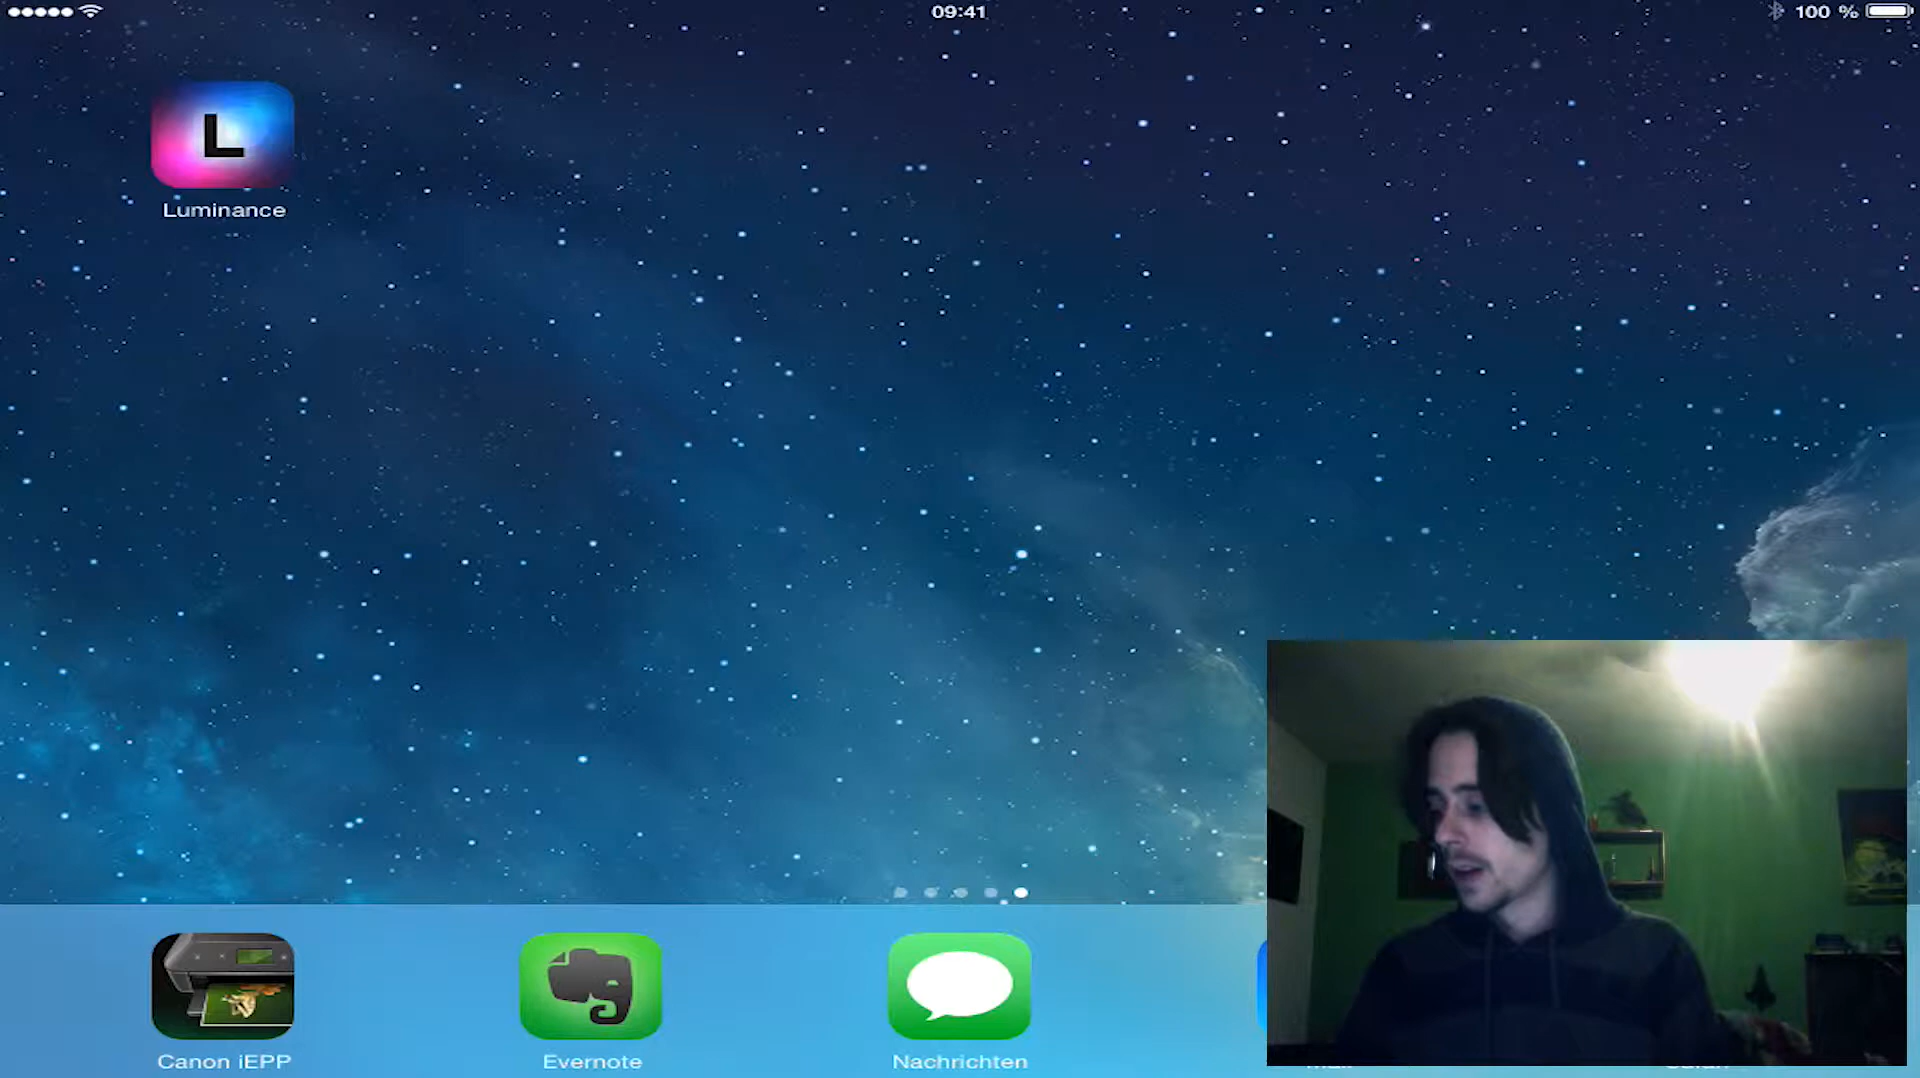 09:41
100 %
L
Luminance
Canon iEPP
Evernote
Nachrichten